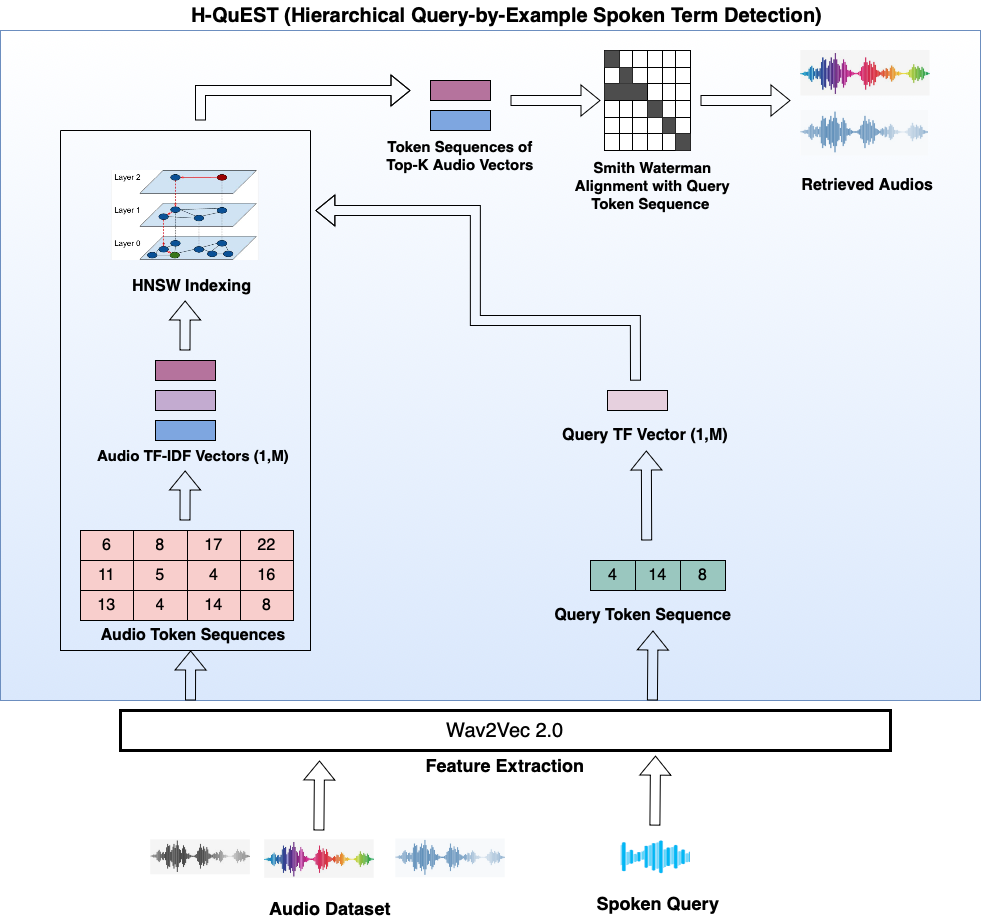 H-QuEST (Hierarchical Query-by-Example Spoken Term Detection)
Token Sequences of
Top-K Audio Vectors
Smith Waterman
Alignment with Query
Token Sequence
Retrieved Audios
Layer 2
Layer 1
Layer 0
HNSW Indexing
Audio TF-IDF Vectors (1,M)
6 8 17 22
11 5 4 16
13 4 14 8
Audio Token Sequences
Query TF Vector (1,M)
4 14 8
Query Token Sequence
Wav2Vec 2.0
Feature Extraction
Audio Dataset
Spoken Query